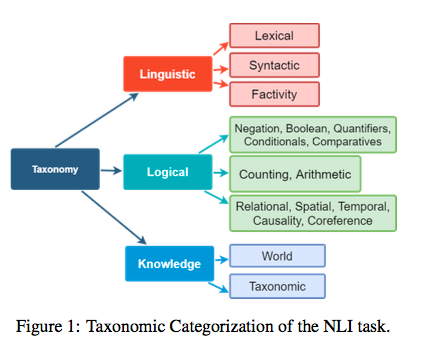 Taxonomy
Linguistic
Lexical
Syntactic
Factivity
Logical
Negation, Boolean, Quantifiers,
Conditionals, Comparatives
Counting, Arithmetic
Relational, Spatial, Temporal,
Causality, Coreference
Knowledge
World
Taxonomic
Figure 1: Taxonomic Categorization of the NLI task.